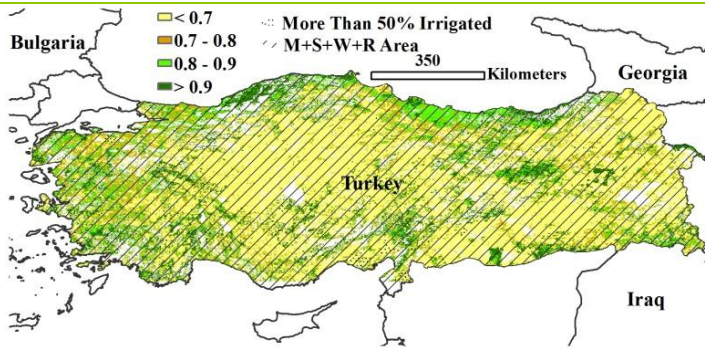 < 0.7
0.7 - 0.8
0.8 - 0.9
> 0.9
More Than 50% Irrigated
M+S+W+R Area
350
Kilometers
Bulgaria
Georgia
Turkey
Iraq